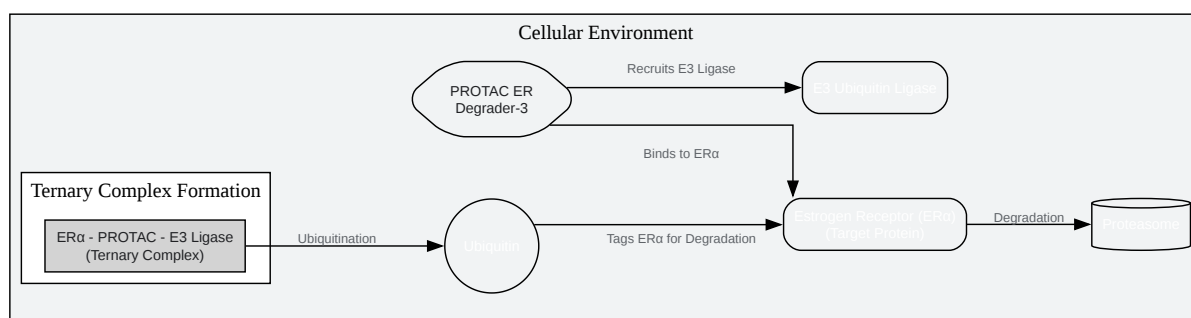 Cellular Environment
Recruits E3 Ligase
PROTAC ER
Degrader-3
E3 Ubiquitin Ligase
Binds to ERα
Ternary Complex Formation
ERα - PROTAC - E3 Ligase
(Ternary Complex)
Ubiquitination
Ubiquitin
Tags ERα for Degradation
Estrogen Receptor (ERα)
(Target Protein)
Degradation
Proteasome